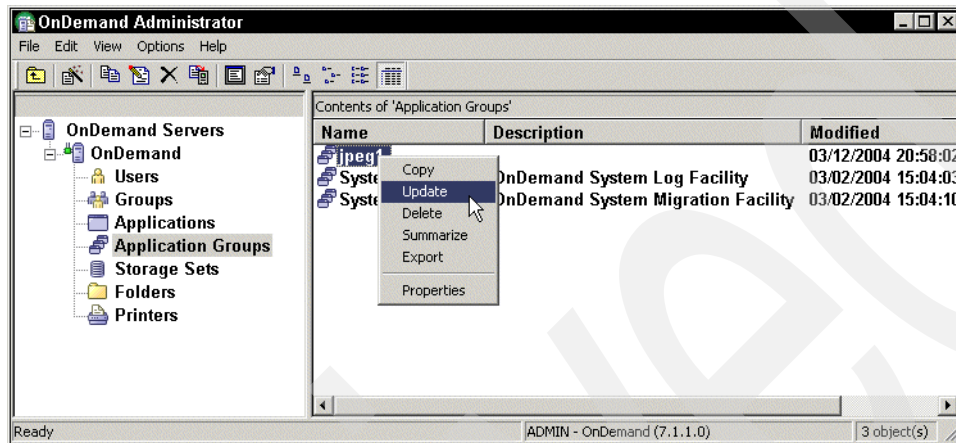 OnDemand Administrator
File Edit View Options Help
Contents of 'Application Groups'
Name Description Modified
OnDemand Servers
OnDemand
Users
Groups
Applications
Application Groups
Storage Sets
Folders
Printers
jpeg1 03/12/2004 20:58:02
Syste OnDemand System Log Facility 03/02/2004 15:04:03
Syste OnDemand System Migration Facility 03/02/2004 15:04:10
Copy
Update
Delete
Summarize
Export
Properties
Ready ADMIN - OnDemand (7.1.1.0) 3 object(s)